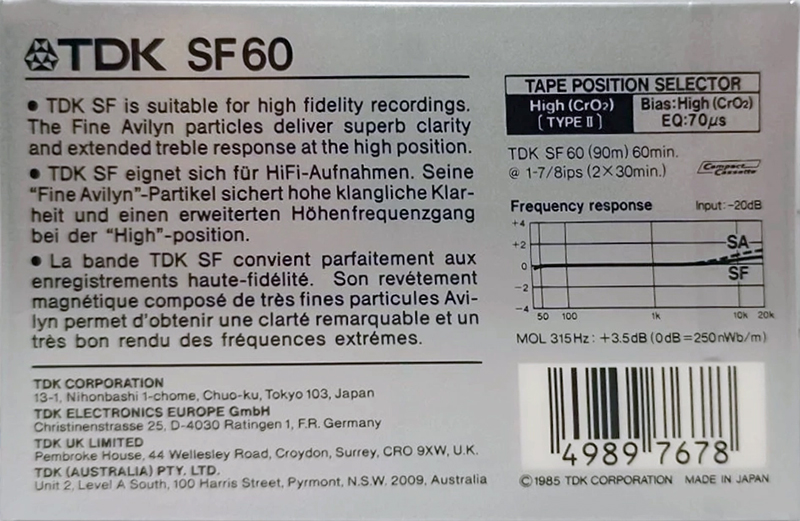 TDK SF60
• TDK SF is suitable for high fidelity recordings.
The Fine Avilyn particles deliver superb clarity
and extended treble response at the high position.
• TDK SF eignet sich für HiFi-Aufnahmen. Seine
"Fine Avilyn"-Partikel sichert hohe klangliche Klar-
heit und einen erweiterten Höhenfrequenzgang
bei der "High"-position.
• La bande TDK SF convient parfaitement aux
enregistrements haute-fidélité. Son revétement
magnétique composé de très fines particules Avi-
lyn permet d'obtenir une clarté remarquable et un
très bon rendu des fréquences extrémes.
TDK CORPORATION
13-1, Nihonbashi 1-chome, Chuo-ku, Tokyo 103, Japan
TDK ELECTRONICS EUROPE GmbH
Christinenstrasse 25, D-4030 Ratingen 1, F.R. Germany
TDK UK LIMITED
Pembroke House, 44 Wellesley Road, Croydon, Surrey, CRO 9XW, U.K.
TDK (AUSTRALIA) PTY. LTD.
Unit 2, Level A South, 100 Harris Street, Pyrmont, N.S.W. 2009, Australia
TAPE POSITION SELECTOR
High (CrO₂)
(TYPE II)
Bias:High (CrO₂)
EQ:70μs
TDK SF 60 (90m) 60min.
@ 1-7/8ips (2×30min.)
Compact
Cassette
Frequency response Input:-20dB
+4
+2
0
-2
-4
SA
SF
50 100 1k 10k 20k
MOL 315Hz: +3.5dB (0dB=250nWb/m)
4989 7678
©1985 TDK CORPORATION MADE IN JAPAN